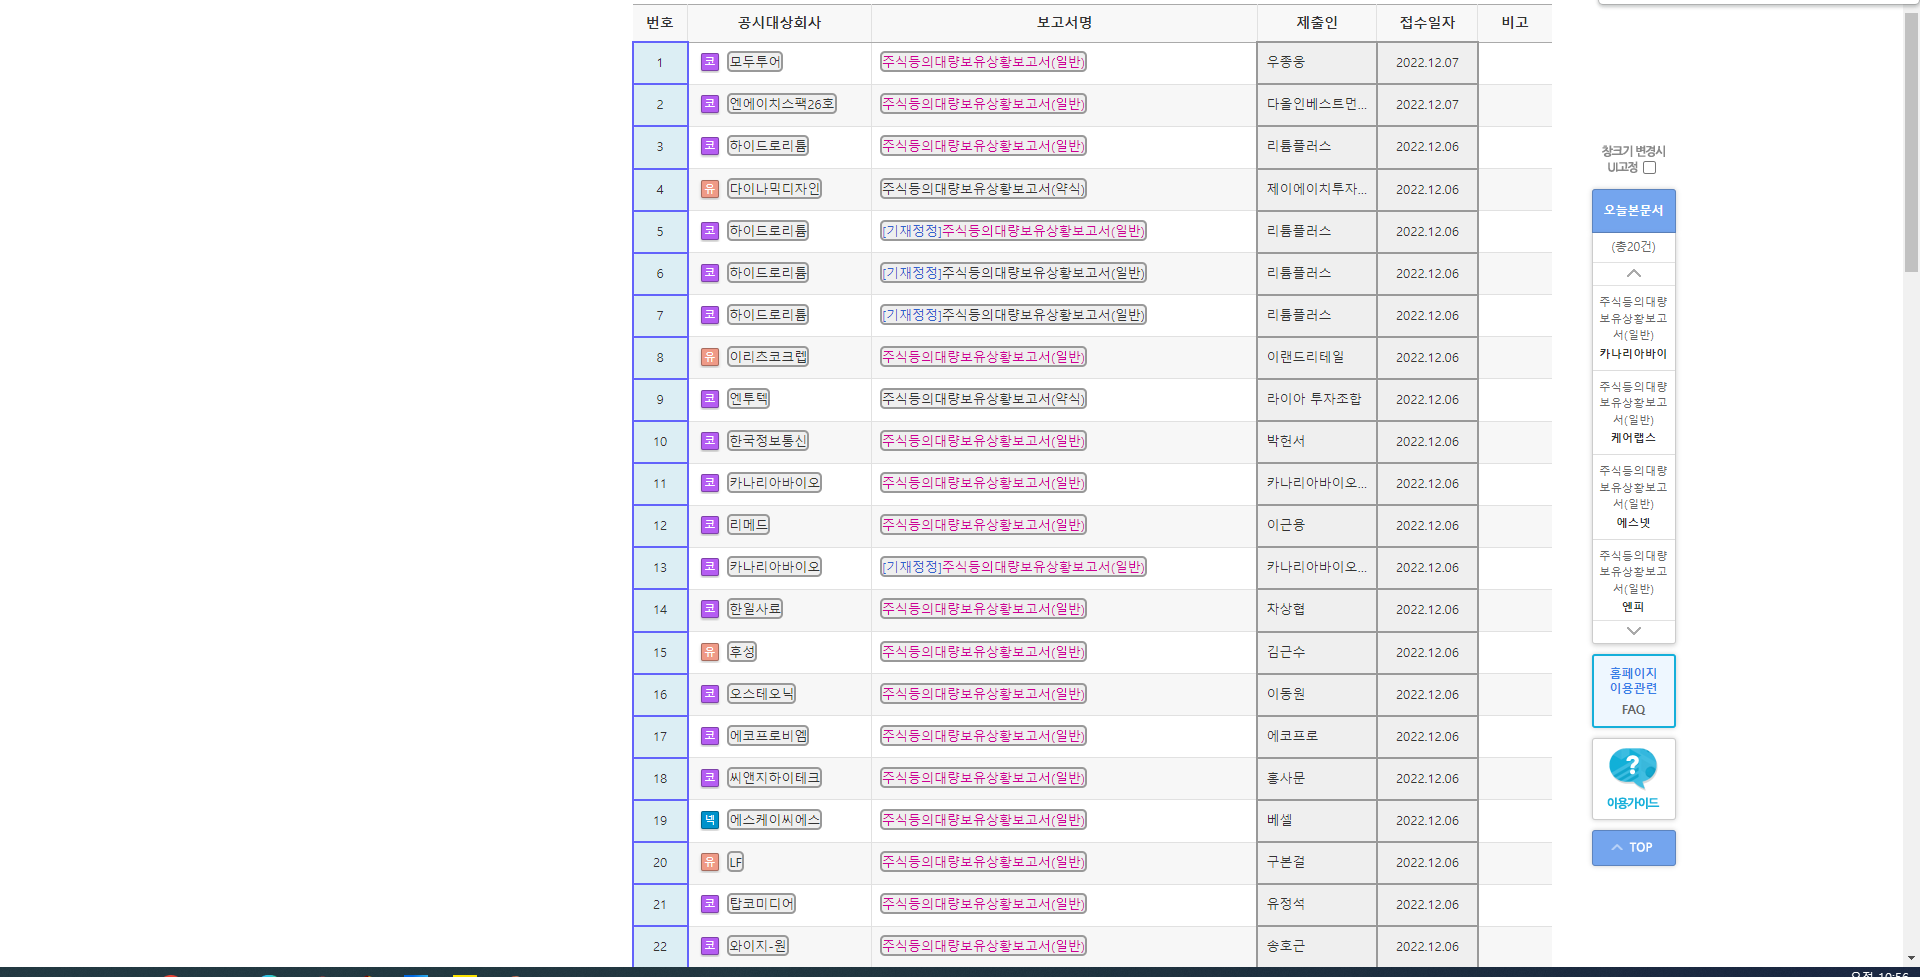 번호 공시대상회사 보고서명 제출인 접수일자 비고
1 코 모두투어 주식등의대량보유상황보고서(일반) 우종웅 2022.12.07
2 코 엔에이치스팩26호 주식등의대량보유상황보고서(일반) 다올인베스트먼... 2022.12.07
3 코 하이드로리튬 주식등의대량보유상황보고서(일반) 리튬플러스 2022.12.06
4 유 다이나믹디자인 주식등의대량보유상황보고서(약식) 제이에이치투자... 2022.12.06
5 코 하이드로리튬 [기재정정]주식등의대량보유상황보고서(일반) 리튬플러스 2022.12.06
6 코 하이드로리튬 [기재정정]주식등의대량보유상황보고서(일반) 리튬플러스 2022.12.06
7 코 하이드로리튬 [기재정정]주식등의대량보유상황보고서(일반) 리튬플러스 2022.12.06
8 유 이리츠코크렙 주식등의대량보유상황보고서(일반) 이랜드리테일 2022.12.06
9 코 엔투텍 주식등의대량보유상황보고서(약식) 라이아 투자조합 2022.12.06
10 코 한국정보통신 주식등의대량보유상황보고서(일반) 박헌서 2022.12.06
11 코 카나리아바이오 주식등의대량보유상황보고서(일반) 카나리아바이오... 2022.12.06
12 코 리메드 주식등의대량보유상황보고서(일반) 이근용 2022.12.06
13 코 카나리아바이오 [기재정정]주식등의대량보유상황보고서(일반) 카나리아바이오... 2022.12.06
14 코 한일사료 주식등의대량보유상황보고서(일반) 차상협 2022.12.06
15 유 후성 주식등의대량보유상황보고서(일반) 김근수 2022.12.06
16 코 오스테오닉 주식등의대량보유상황보고서(일반) 이동원 2022.12.06
17 코 에코프로비엠 주식등의대량보유상황보고서(일반) 에코프로 2022.12.06
18 코 씨앤지하이테크 주식등의대량보유상황보고서(일반) 홍사문 2022.12.06
19 넥 에스케이씨에스 주식등의대량보유상황보고서(일반) 베셀 2022.12.06
20 유 LF 주식등의대량보유상황보고서(일반) 구본걸 2022.12.06
21 코 탑코미디어 주식등의대량보유상황보고서(일반) 유정석 2022.12.06
22 코 와이지-원 주식등의대량보유상황보고서(일반) 송호근 2022.12.06
창크기 변경시
UI고정
오늘본문서
(총20건)
주식등의대량
보유상황보고
서(일반)
카나리아바이
주식등의대량
보유상황보고
서(일반)
케어랩스
주식등의대량
보유상황보고
서(일반)
에스넷
주식등의대량
보유상황보고
서(일반)
엔피
홈페이지
이용관련
FAQ
?
이용가이드
TOP